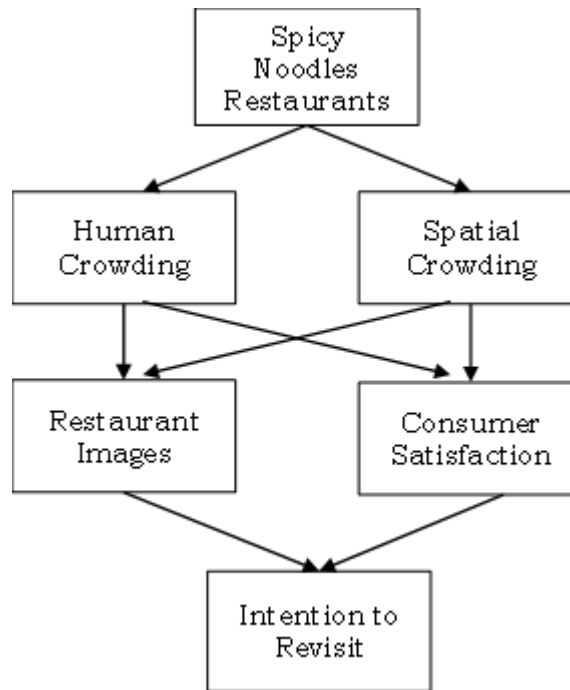 Spicy
Noodles
Restaurants
Human
Crowding
Spatial
Crowding
Restaurant
Images
Consumer
Satisfaction
Intention to
Revisit